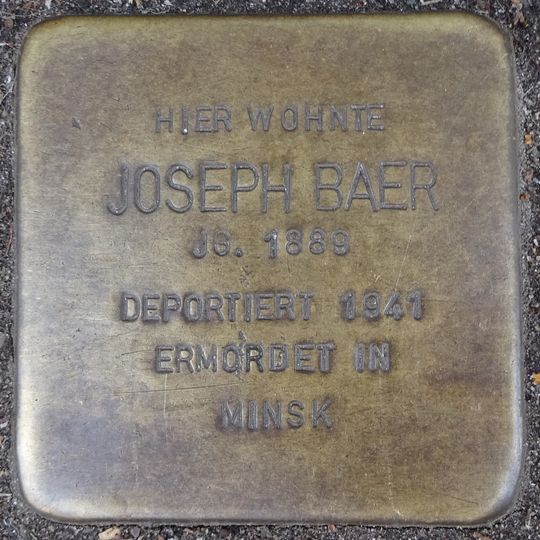 HIER WOHNTE
JOSEPH BAER
JG. 1889
DEPORTIERT 1941
ERMORDET IN
MINSK